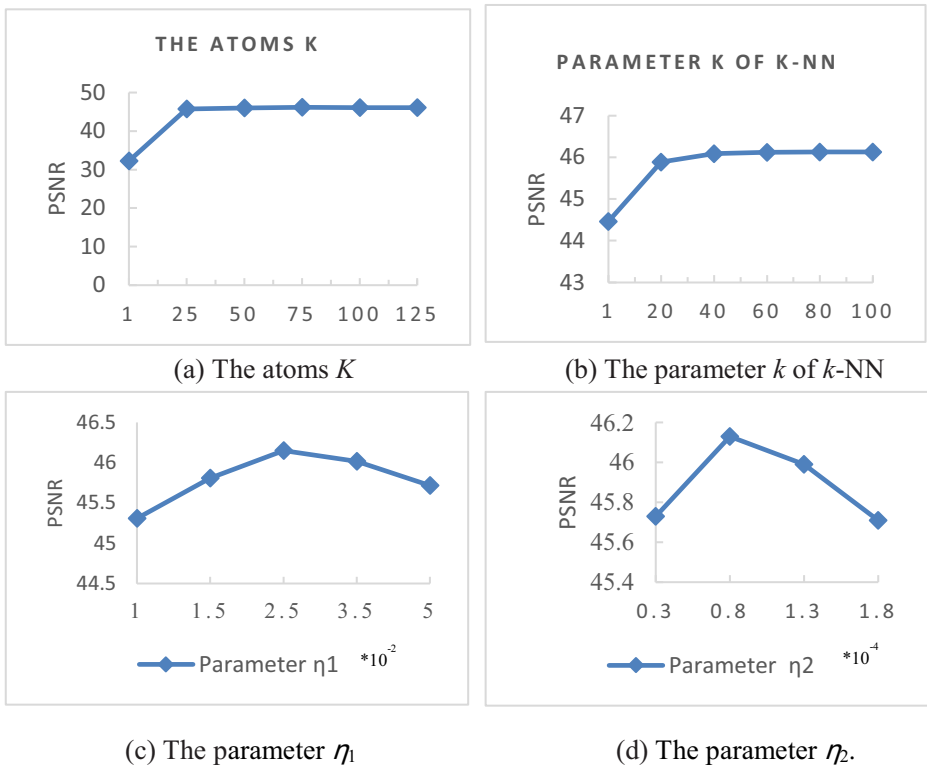 THE ATOMS K
PSNR
50
40
30
20
10
0
1 25 50 75 100 125
(a) The atoms K
PARAMETER K OF K-NN
PSNR
47
46
45
44
43
1 20 40 60 80 100
(b) The parameter k of k-NN
PSNR
46.5
46
45.5
45
44.5
1 1.5 2.5 3.5 5
Parameter η1 *10-2
(c) The parameter η1
PSNR
46.2
46
45.8
45.6
45.4
0.3 0.8 1.3 1.8
Parameter η2 *10-4
(d) The parameter η2.